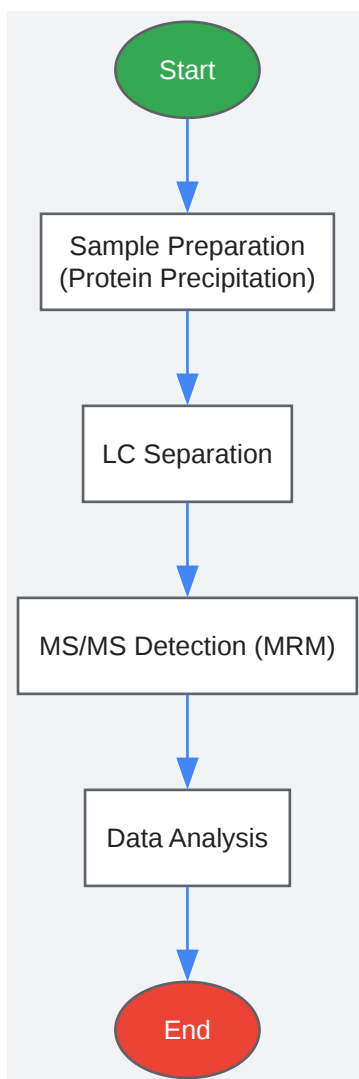 Start
Sample Preparation
(Protein Precipitation)
LC Separation
MS/MS Detection (MRM)
Data Analysis
End